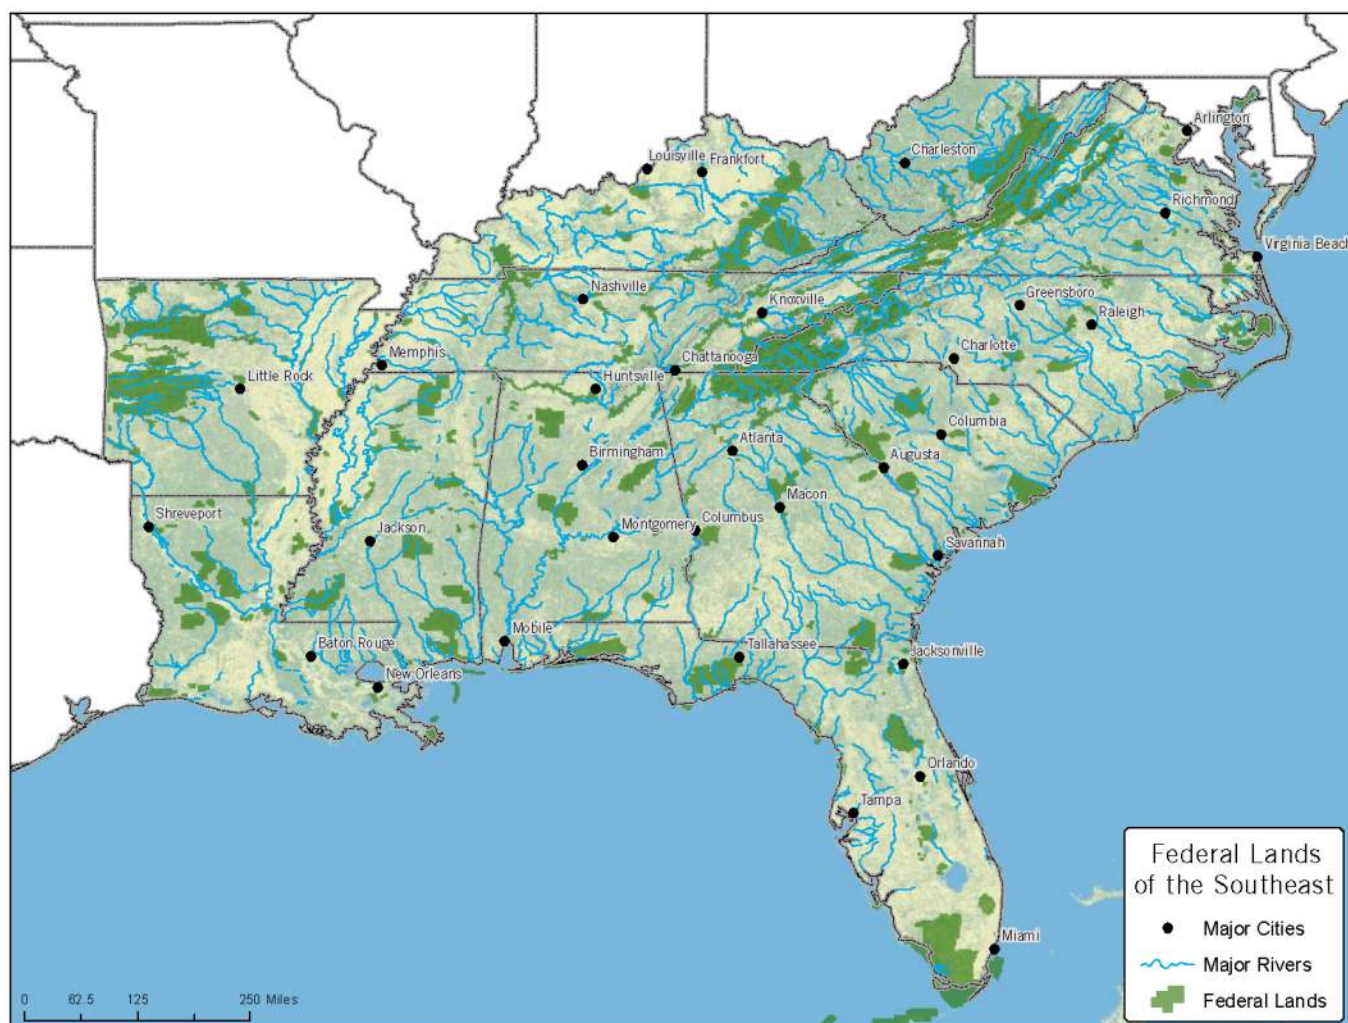 Arlington
Louisville
Frankfort
Charleston
Richmond
Virginia Beach
Nashville
Knoxville
Greensboro
Raleigh
Memphis
Chattanooga
Charlotte
Little Rock
Huntsville
Columbia
Atlanta
Birmingham
Augusta
Macon
Shreveport
Jackson
Montgomery
Columbus
Savannah
Mobile
Baton Rouge
Tallahassee
Jacksonville
New Orleans
Orlando
Tampa
Miami
Federal Lands
of the Southeast
Major Cities
Major Rivers
Federal Lands
0 62.5 125 250 Miles